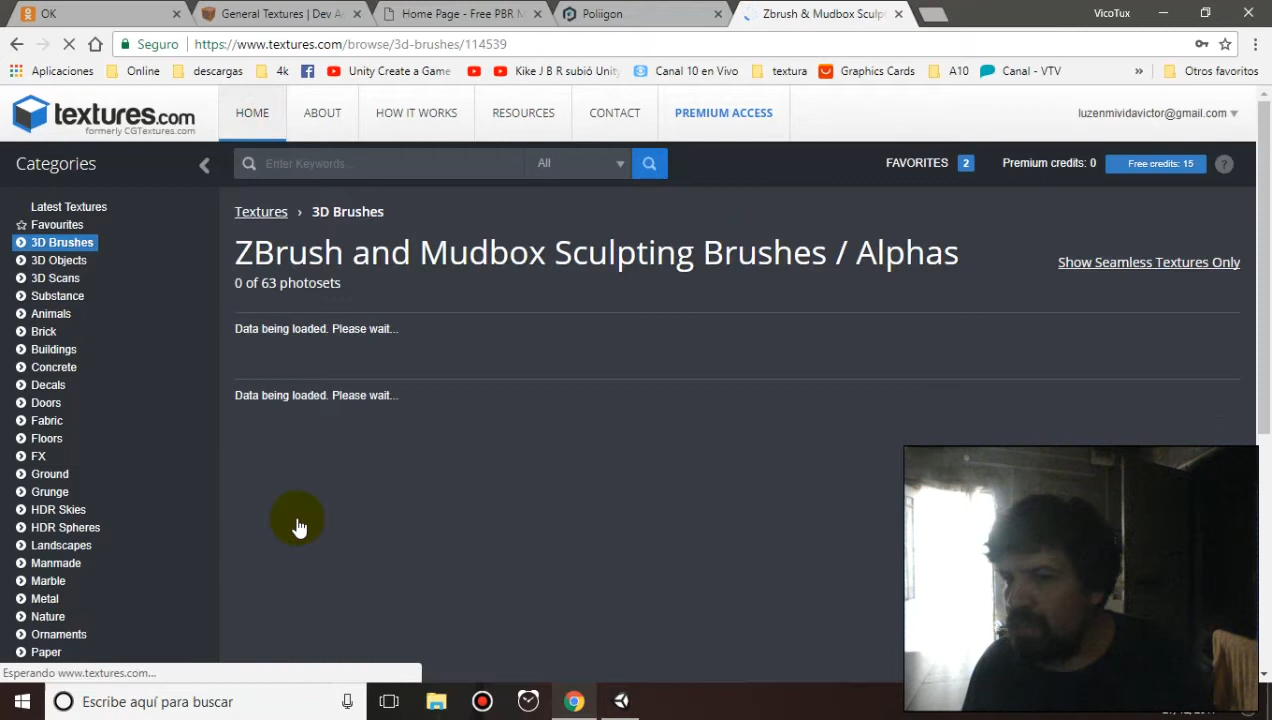 OK
General Textures | Dev A
Home Page - Free PBR M
Poliigon
Zbrush & Mudbox Sculp
VicoTux
Seguro
https://www.textures.com/browse/3d-brushes/114539
Aplicaciones
Online
descargas
4k
Unity Create a Game
Kike J B R subió Unity
Canal 10 en Vivo
textura
Graphics Cards
A10
Canal - VTV
»
Otros favoritos
textures.com
formerly CGTextures.com
HOME
ABOUT
HOW IT WORKS
RESOURCES
CONTACT
PREMIUM ACCESS
luzenmividavictor@gmail.com
Categories
Enter Keywords...
All
FAVORITES 2
Premium credits: 0
Free credits: 15
?
Latest Textures
Favourites
3D Brushes
3D Objects
3D Scans
Substance
Animals
Brick
Buildings
Concrete
Decals
Doors
Fabric
Floors
FX
Ground
Grunge
HDR Skies
HDR Spheres
Landscapes
Manmade
Marble
Metal
Nature
Ornaments
Paper
Textures › 3D Brushes
ZBrush and Mudbox Sculpting Brushes / Alphas
0 of 63 photosets
Show Seamless Textures Only
Data being loaded. Please wait...
Data being loaded. Please wait...
Esperando www.textures.com...
Escribe aquí para buscar